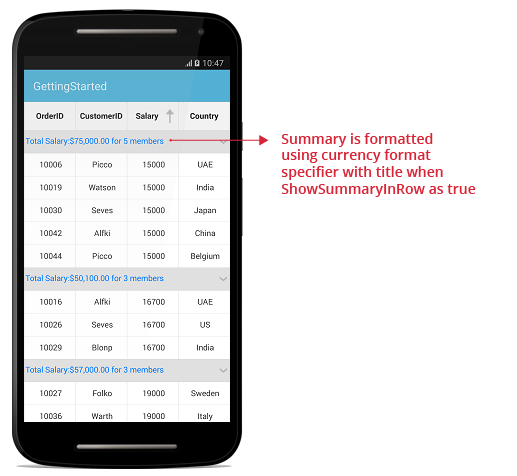 10:47
GettingStarted
OrderID CustomerID Salary Country
Total Salary:$75,000.00 for 5 members
10006 Picco 15000 UAE
10019 Watson 15000 India
10030 Seves 15000 Japan
10042 Alfki 15000 China
10044 Picco 15000 Belgium
Total Salary:$50,100.00 for 3 members
10016 Alfki 16700 UAE
10026 Seves 16700 US
10029 Blonp 16700 India
Total Salary:$57,000.00 for 3 members
10027 Folko 19000 Sweden
10036 Warth 19000 Italy
Summary is formatted
using currency format
specifier with title when
ShowSummaryInRow as true